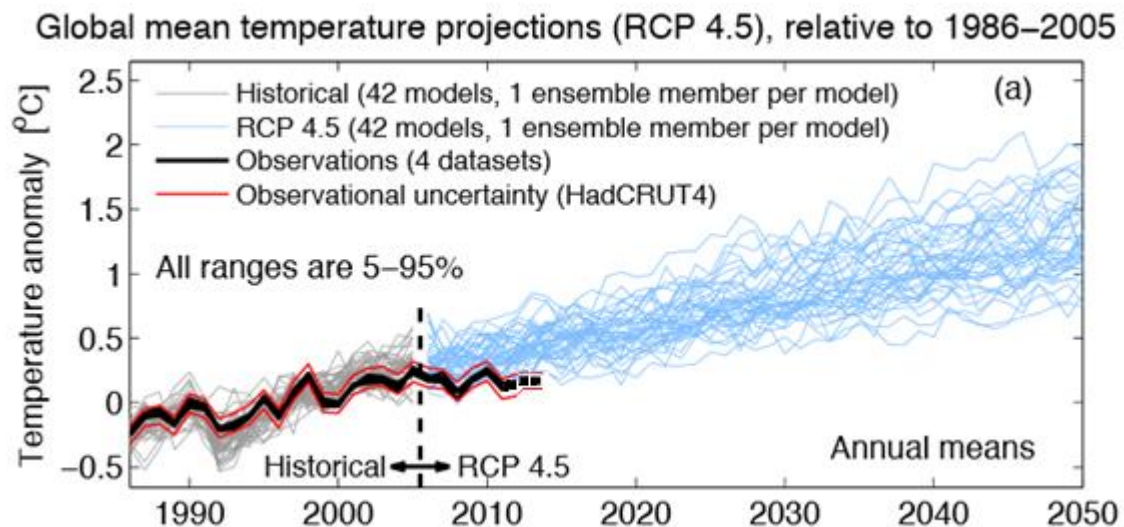 Global mean temperature projections (RCP 4.5), relative to 1986–2005
Temperature anomaly [ºC]
2.5
2
1.5
1
0.5
0
−0.5
(a)
Historical (42 models, 1 ensemble member per model)
RCP 4.5 (42 models, 1 ensemble member per model)
Observations (4 datasets)
Observational uncertainty (HadCRUT4)
All ranges are 5–95%
Historical RCP 4.5
Annual means
1990 2000 2010 2020 2030 2040 2050